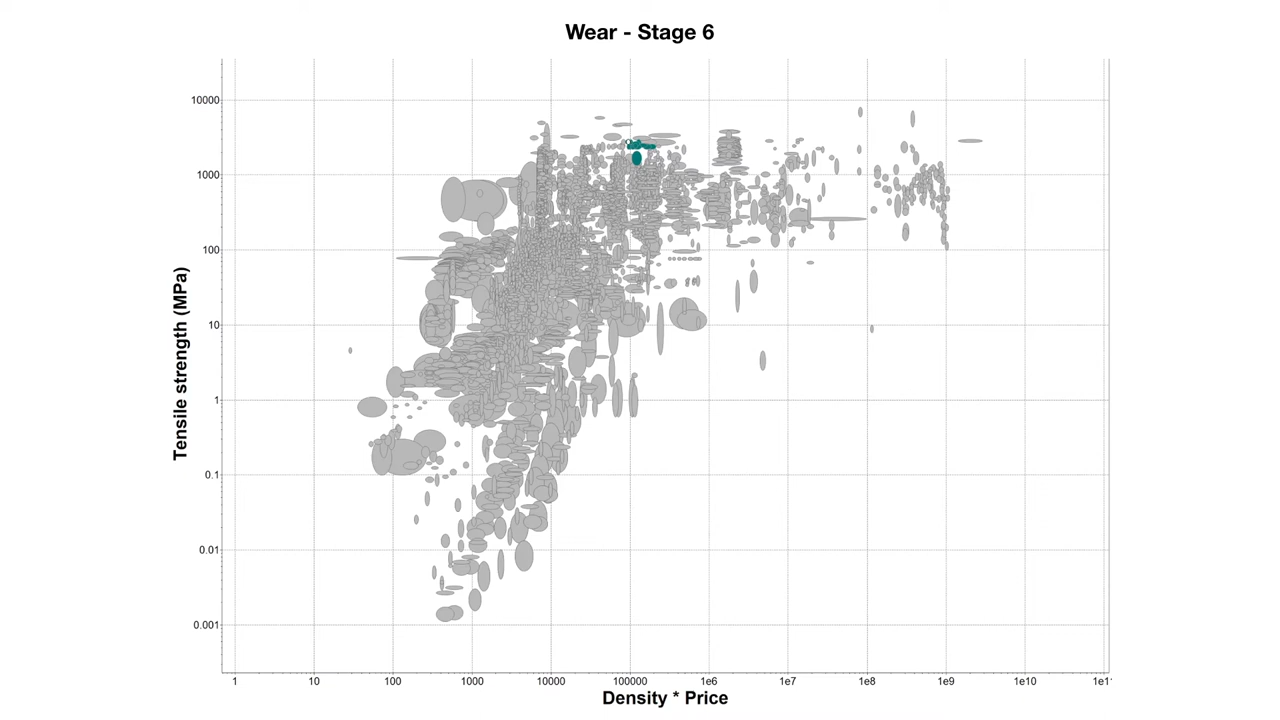 Wear - Stage 6
10000
1000
100
10
1
0.1
0.01
0.001
Tensile strength (MPa)
1 10 100 1000 10000 100000 1e6 1e7 1e8 1e9 1e10 1e11
Density * Price